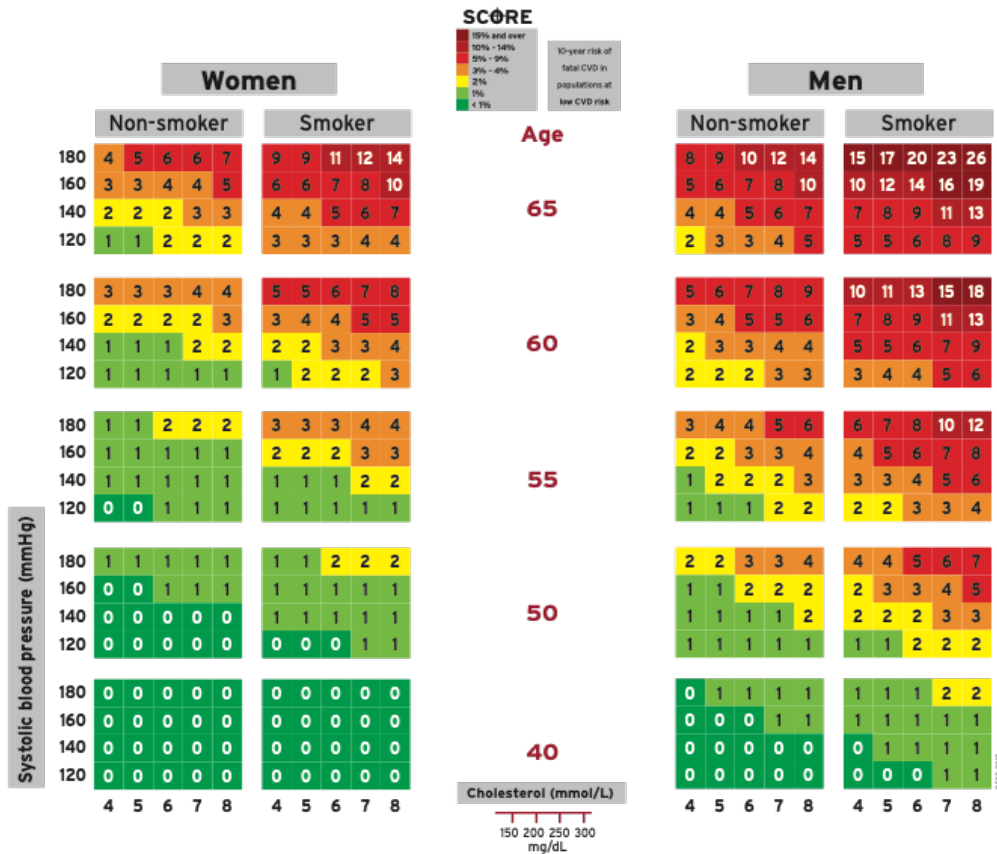 SCORE
15% and over
10% - 14%
5% - 9%
3% - 4%
2%
1%
< 1%
10-year risk of
fatal CVD in
populations at
low CVD risk
Women Men
Non-smoker Smoker Age Non-smoker Smoker
180 4 5 6 6 7 9 9 11 12 14 8 9 10 12 14 15 17 20 23 26
160 3 3 4 4 5 6 6 7 8 10 5 6 7 8 10 10 12 14 16 19
65
140 2 2 2 3 3 4 4 5 6 7 4 4 5 6 7 7 8 9 11 13
120 1 1 2 2 2 3 3 3 4 4 2 3 3 4 5 5 5 6 8 9
180 3 3 3 4 4 5 5 6 7 8 5 6 7 8 9 10 11 13 15 18
160 2 2 2 2 3 3 4 4 5 5 3 4 5 5 6 7 8 9 11 13
60
140 1 1 1 2 2 2 2 3 3 4 2 3 3 4 4 5 5 6 7 9
120 1 1 1 1 1 1 2 2 2 3 2 2 2 3 3 3 4 4 5 6
180 1 1 2 2 2 3 3 3 4 4 3 4 4 5 6 6 7 8 10 12
160 1 1 1 1 1 2 2 2 3 3 2 2 3 3 4 4 5 6 7 8
55
140 1 1 1 1 1 1 1 1 2 2 1 2 2 2 3 3 3 4 5 6
120 0 0 1 1 1 1 1 1 1 1 1 1 1 2 2 2 2 3 3 4
180 1 1 1 1 1 1 1 2 2 2 2 2 3 3 4 4 4 5 6 7
160 0 0 1 1 1 1 1 1 1 1 1 1 2 2 2 2 3 3 4 5
50
140 0 0 0 0 0 1 1 1 1 1 1 1 1 1 2 2 2 2 3 3
120 0 0 0 0 0 0 0 0 1 1 1 1 1 1 1 1 1 2 2 2
180 0 0 0 0 0 0 0 0 0 0 0 1 1 1 1 1 1 1 2 2
160 0 0 0 0 0 0 0 0 0 0 0 0 0 1 1 1 1 1 1 1
40
140 0 0 0 0 0 0 0 0 0 0 0 0 0 0 0 0 1 1 1 1
120 0 0 0 0 0 0 0 0 0 0 0 0 0 0 0 0 0 0 1 1
4 5 6 7 8 4 5 6 7 8 4 5 6 7 8 4 5 6 7 8
Systolic blood pressure (mmHg)
Cholesterol (mmol/L)
150 200 250 300
mg/dL